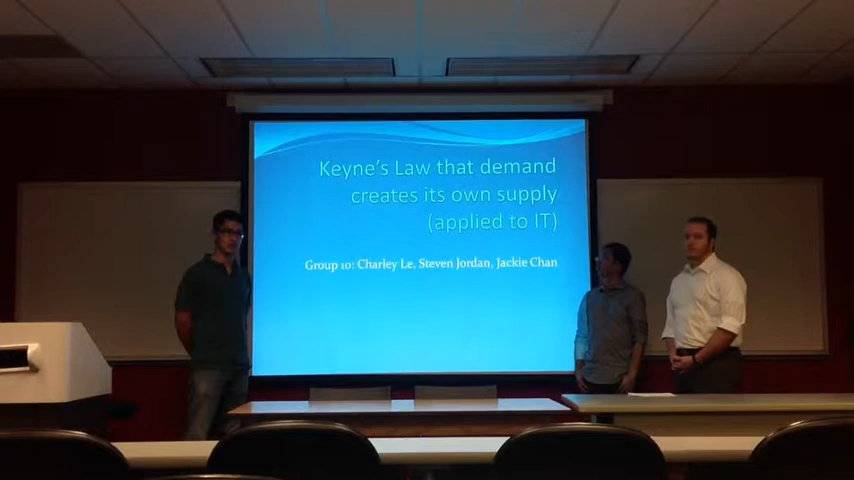 Keyne's Law that demand
creates its own supply
(applied to IT)
Group 10: Charley Le, Steven Jordan, Jackie Chan